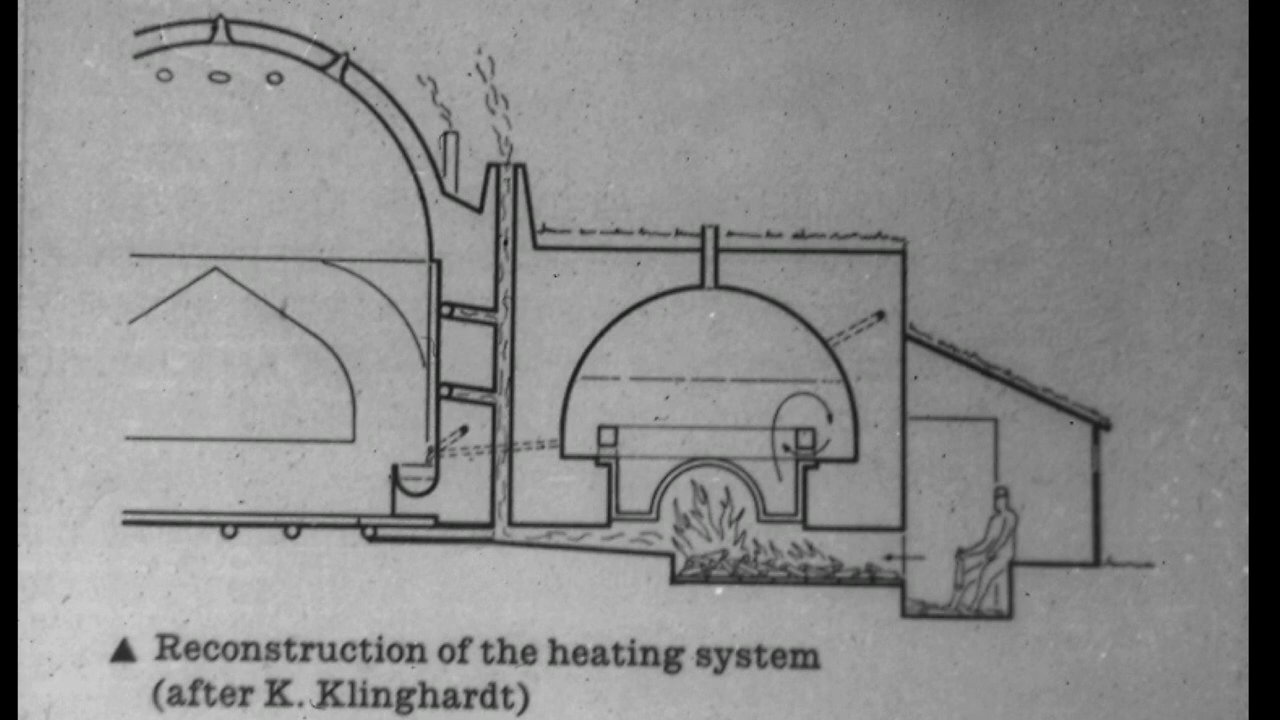 ▲ Reconstruction of the heating system
(after K. Klinghardt)